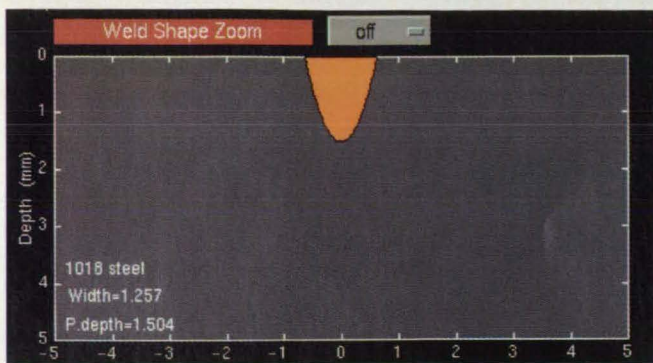 Weld Shape Zoom off
0
1
2
3
4
5
Depth (mm)
1018 steel
Width=1.257
P.depth=1.504
-5 -4 -3 -2 -1 0 1 2 3 4 5